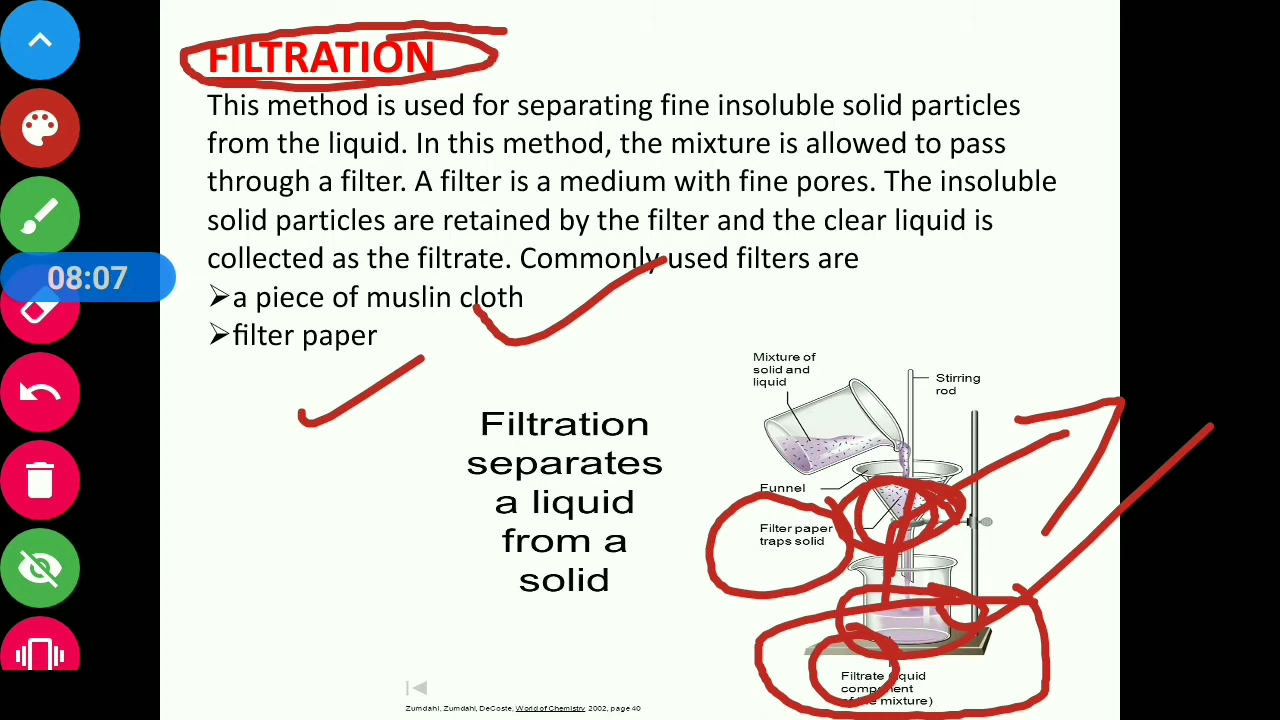 FILTRATION
This method is used for separating fine insoluble solid particles
from the liquid. In this method, the mixture is allowed to pass
through a filter. A filter is a medium with fine pores. The insoluble
solid particles are retained by the filter and the clear liquid is
collected as the filtrate. Commonly used filters are
➢a piece of muslin cloth
➢filter paper
08:07
Filtration
separates
a liquid
from a
solid
Mixture of
solid and
liquid
Stirring
rod
Funnel
Filter paper
traps solid
Filtrate (liquid
component
of the mixture)
Zumdahl, Zumdahl, DeCoste, World of Chemistry 2002, page 40